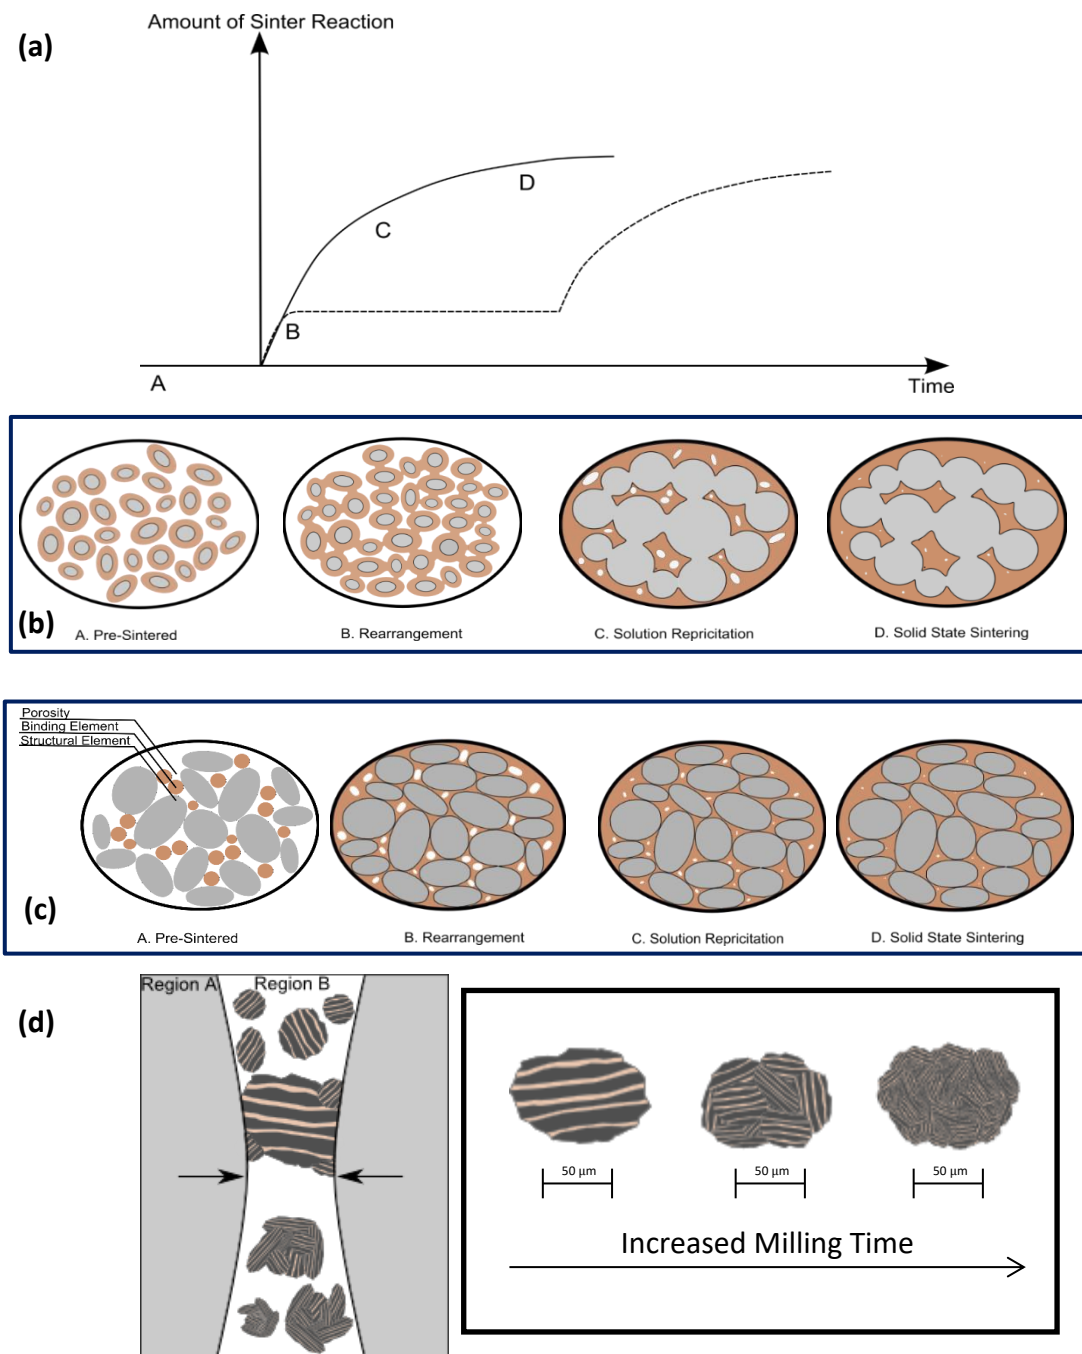 (a)
Amount of Sinter Reaction
D
C
B
A
Time
(b)
A. Pre-Sintered
B. Rearrangement
C. Solution Repricitation
D. Solid State Sintering
Porosity
Binding Element
Structural Element
(c)
A. Pre-Sintered
B. Rearrangement
C. Solution Repricitation
D. Solid State Sintering
(d)
Region A
Region B
50 µm
50 µm
50 µm
Increased Milling Time